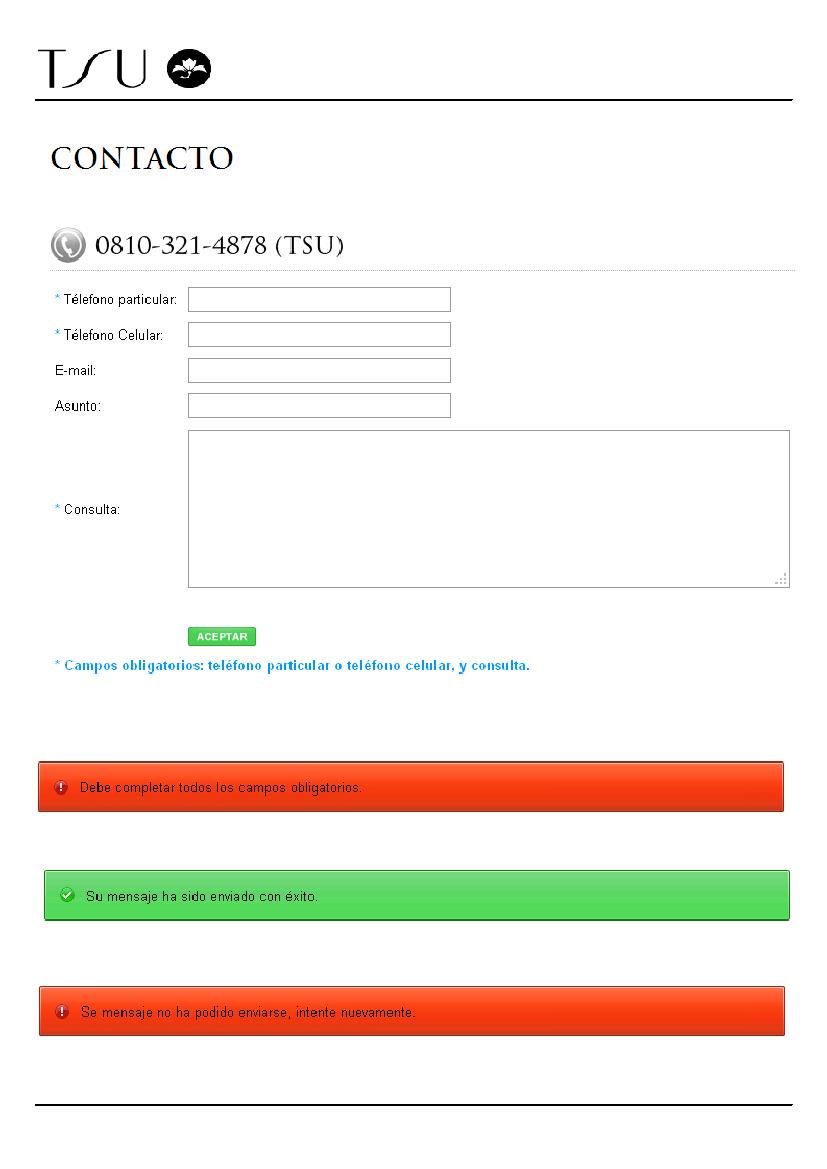 TSU
CONTACTO
0810-321-4878 (TSU)
* Télefono particular:
* Télefono Celular:
E-mail:
Asunto:
* Consulta:
ACEPTAR
* Campos obligatorios: teléfono particular o teléfono celular, y consulta.
Debe completar todos los campos obligatorios.
Su mensaje ha sido enviado con éxito.
Se mensaje no ha podido enviarse, intente nuevamente.